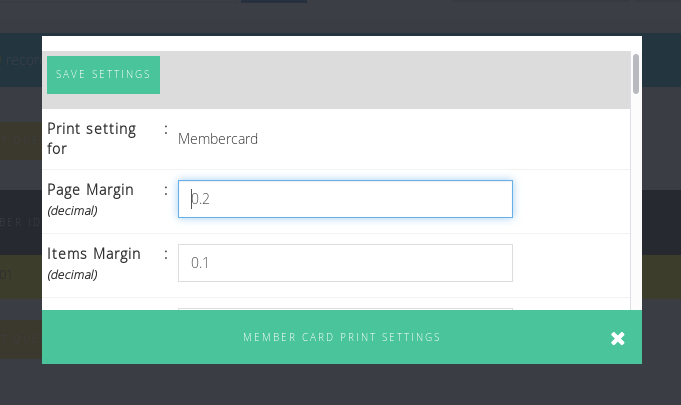 SAVE SETTINGS
Print setting for
:
Membercard
Page Margin
(decimal)
:
0.2
Items Margin
(decimal)
:
0.1
MEMBER CARD PRINT SETTINGS